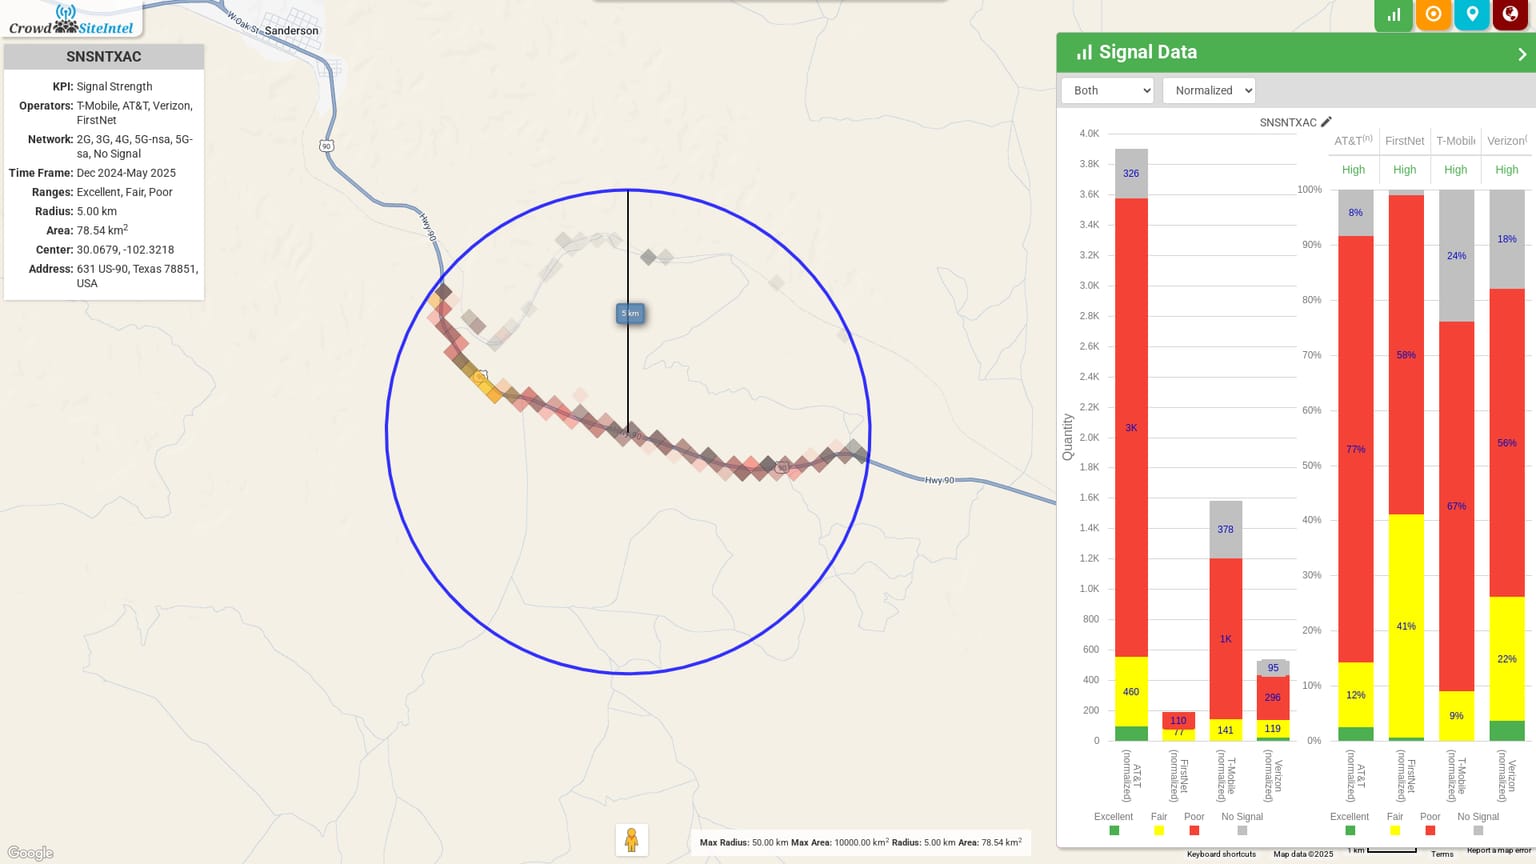 Crowd SiteIntel
SNSNTXAC
KPI: Signal Strength
Operators: T-Mobile, AT&T, Verizon,
FirstNet
Network: 2G, 3G, 4G, 5G-nsa, 5G-
sa, No Signal
Time Frame: Dec 2024-May 2025
Ranges: Excellent, Fair, Poor
Radius: 5.00 km
Area: 78.54 km²
Center: 30.0679, -102.3218
Address: 631 US-90, Texas 78851,
USA
W Oak St
Sanderson
90
Hwy 90
5 km
90
Hwy-90
Google
Max Radius: 50.00 km Max Area: 10000.00 km² Radius: 5.00 km Area: 78.54 km²
Signal Data
Both
Normalized
SNSNTXAC
Quantity
4.0K
3.8K
3.6K
3.4K
3.2K
3.0K
2.8K
2.6K
2.4K
2.2K
2.0K
1.8K
1.6K
1.4K
1.2K
1.0K
800
600
400
200
0
326
3K
460
110
77
378
1K
141
95
296
119
AT&T (normalized)
FirstNet (normalized)
T-Mobile (normalized)
Verizon (normalized)
Excellent Fair Poor No Signal
AT&T(n) FirstNet T-Mobile Verizon(
High High High High
100%
90%
80%
70%
60%
50%
40%
30%
20%
10%
0%
8%
77%
12%
58%
41%
24%
67%
9%
18%
56%
22%
AT&T (normalized)
FirstNet (normalized)
T-Mobile (normalized)
Verizon (normalized)
Excellent Fair Poor No Signal
Keyboard shortcuts Map data ©2025 1 km Terms Report a map error